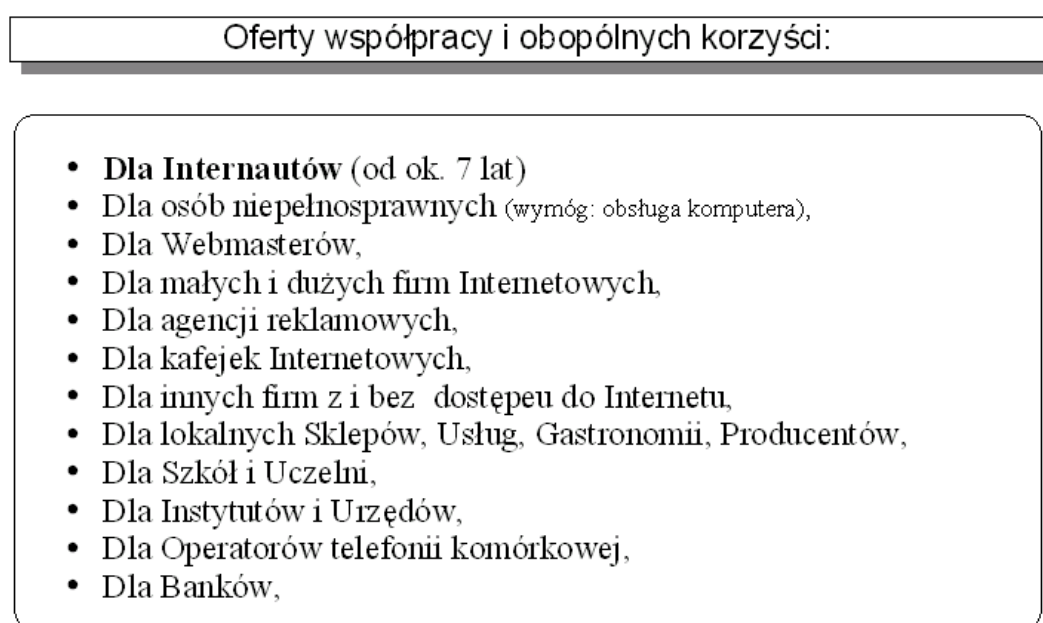 Oferty współpracy i obopólnych korzyści:
• Dla Internautów (od ok. 7 lat)
• Dla osób niepełnosprawnych (wymóg: obsługa komputera),
• Dla Webmasterów,
• Dla małych i dużych firm Internetowych,
• Dla agencji reklamowych,
• Dla kafejek Internetowych,
• Dla innych firm z i bez  dostępeu do Internetu,
• Dla lokalnych Sklepów, Usług, Gastronomii, Producentów,
• Dla Szkół i Uczelni,
• Dla Instytutów i Urzędów,
• Dla Operatorów telefonii komórkowej,
• Dla Banków,